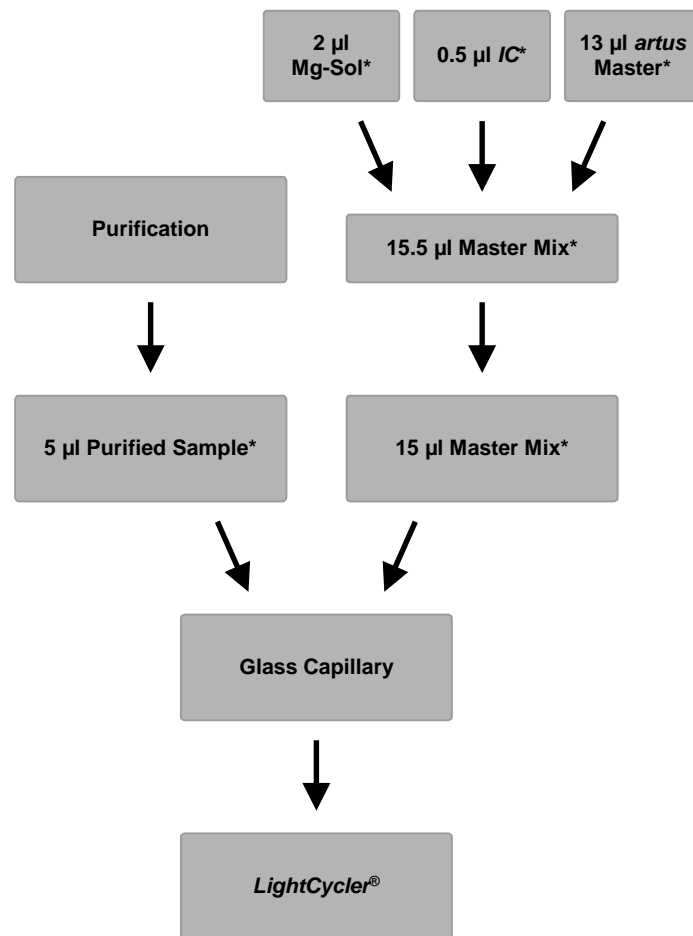 2 µl
Mg-Sol*
0.5 µl IC*
13 µl artus
Master*
Purification
15.5 µl Master Mix*
5 µl Purified Sample*
15 µl Master Mix*
Glass Capillary
LightCycler®